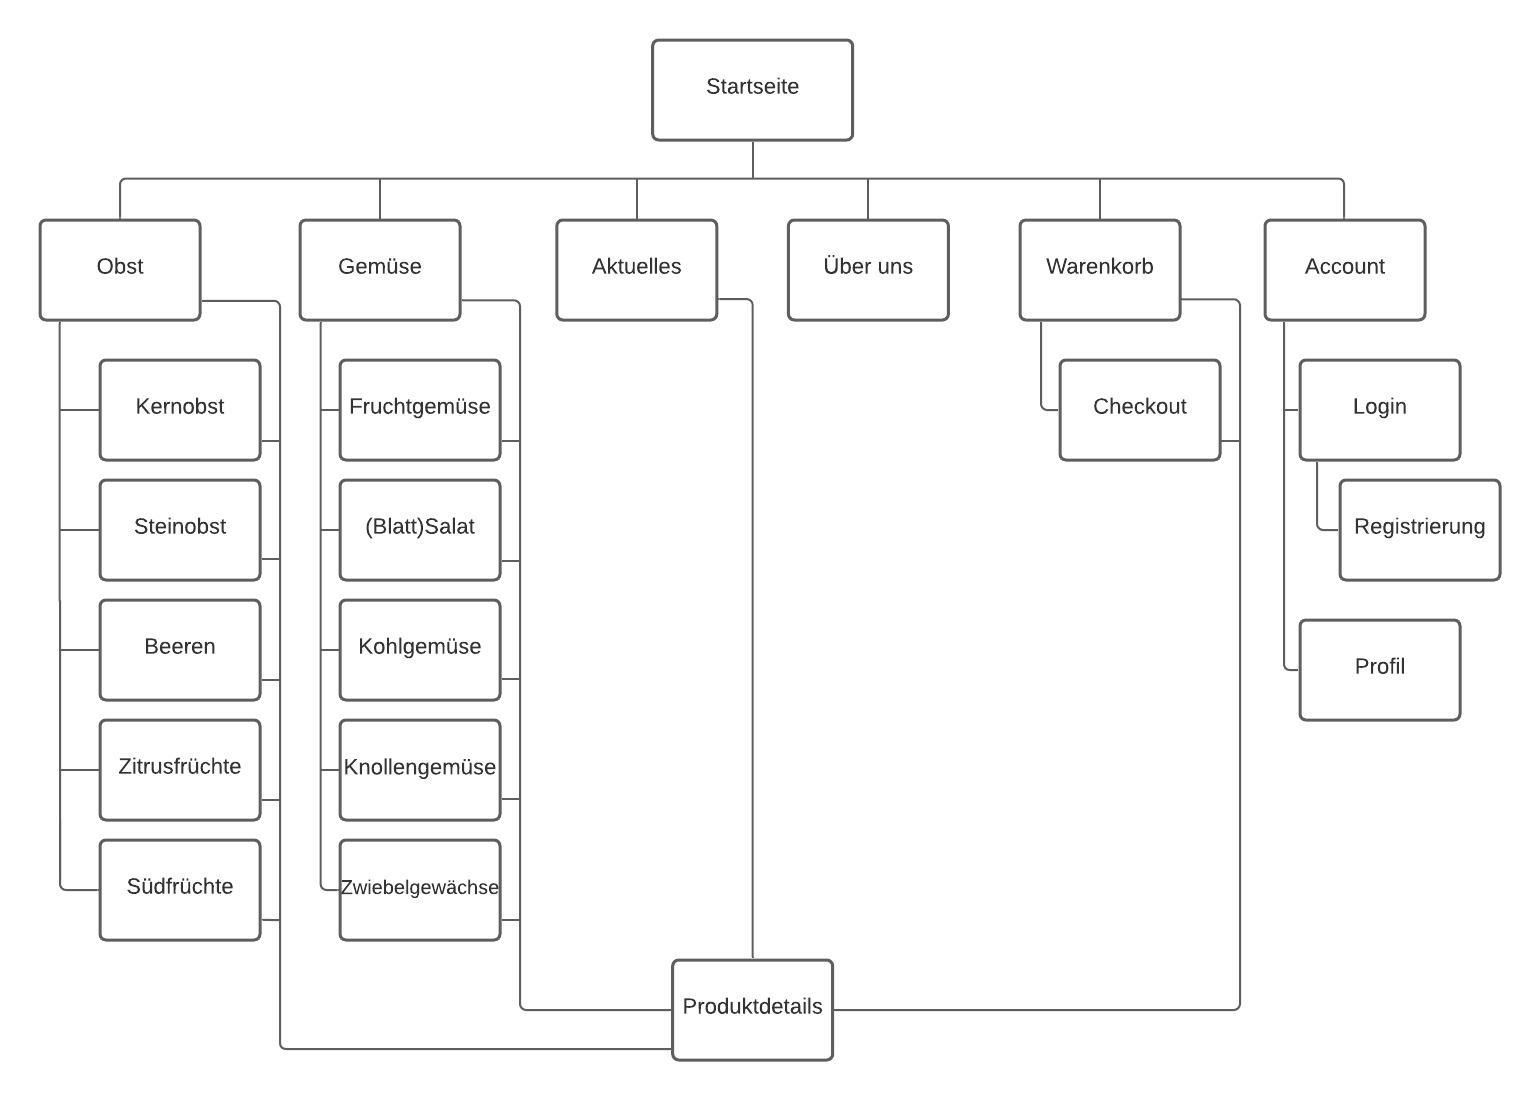 Startseite
Obst
Gemüse
Aktuelles
Über uns
Warenkorb
Account
Kernobst
Fruchtgemüse
Checkout
Login
Steinobst
(Blatt)Salat
Registrierung
Beeren
Kohlgemüse
Profil
Zitrusfrüchte
Knollengemüse
Südfrüchte
Zwiebelgewächse
Produktdetails